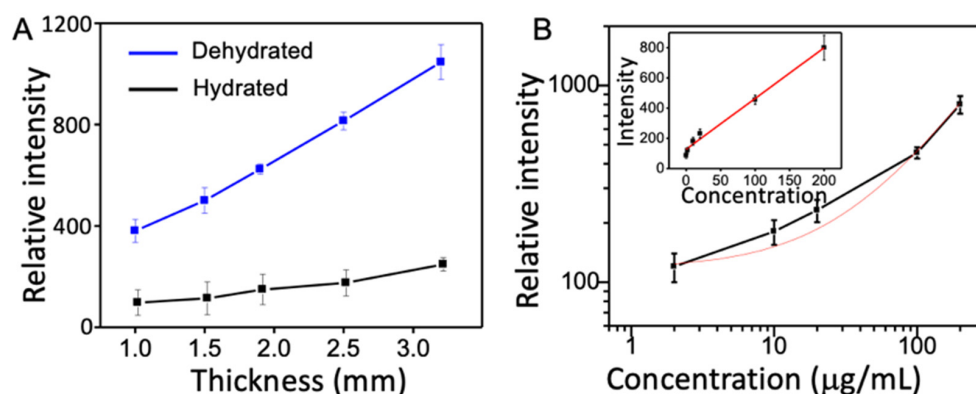 A
Relative intensity
1200
800
400
0
Dehydrated
Hydrated
1.0 1.5 2.0 2.5 3.0
Thickness (mm)
B
Relative intensity
1000
100
Intensity
800
600
400
200
0
0 50 100 150 200
Concentration
1 10 100
Concentration (μg/mL)